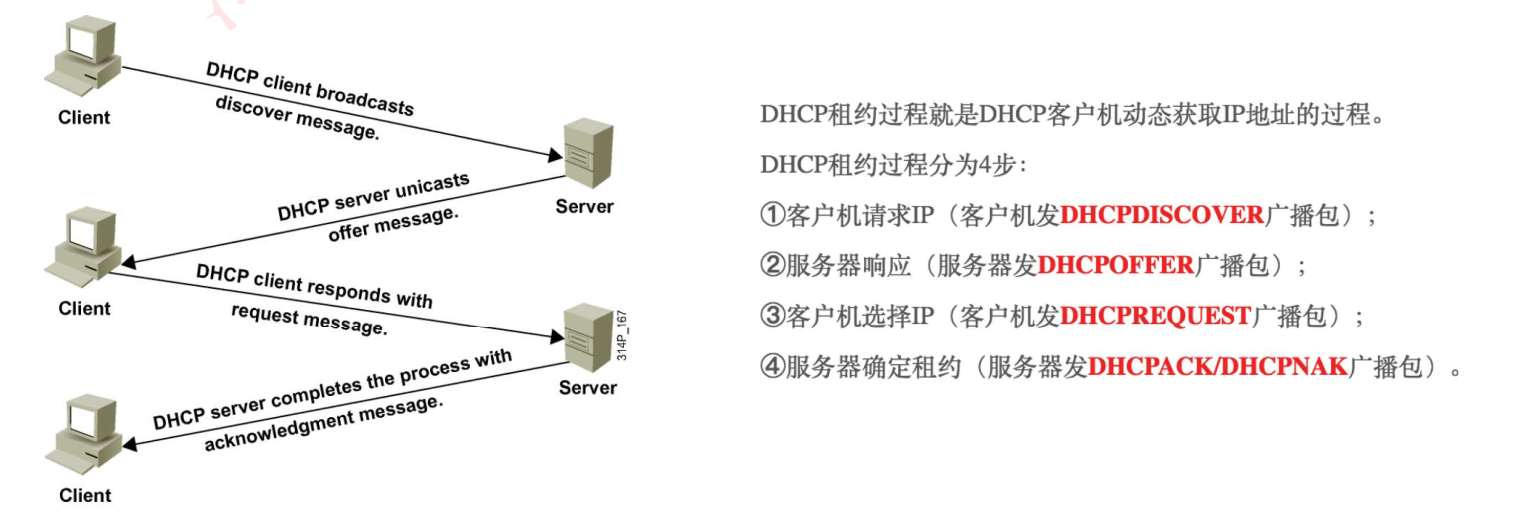 DHCP client broadcasts
discover message.
Client
DHCP server unicasts
offer message.
Server
DHCP client responds with
request message.
Client
314P_167
DHCP server completes the process with
acknowledgment message.
Server
Client
DHCP租约过程就是DHCP客户机动态获取IP地址的过程。
DHCP租约过程分为4步：
①客户机请求IP（客户机发DHCPDISCOVER广播包）；
②服务器响应（服务器发DHCPOFFER广播包）；
③客户机选择IP（客户机发DHCPREQUEST广播包）；
④服务器确定租约（服务器发DHCPACK/DHCPNAK广播包）。